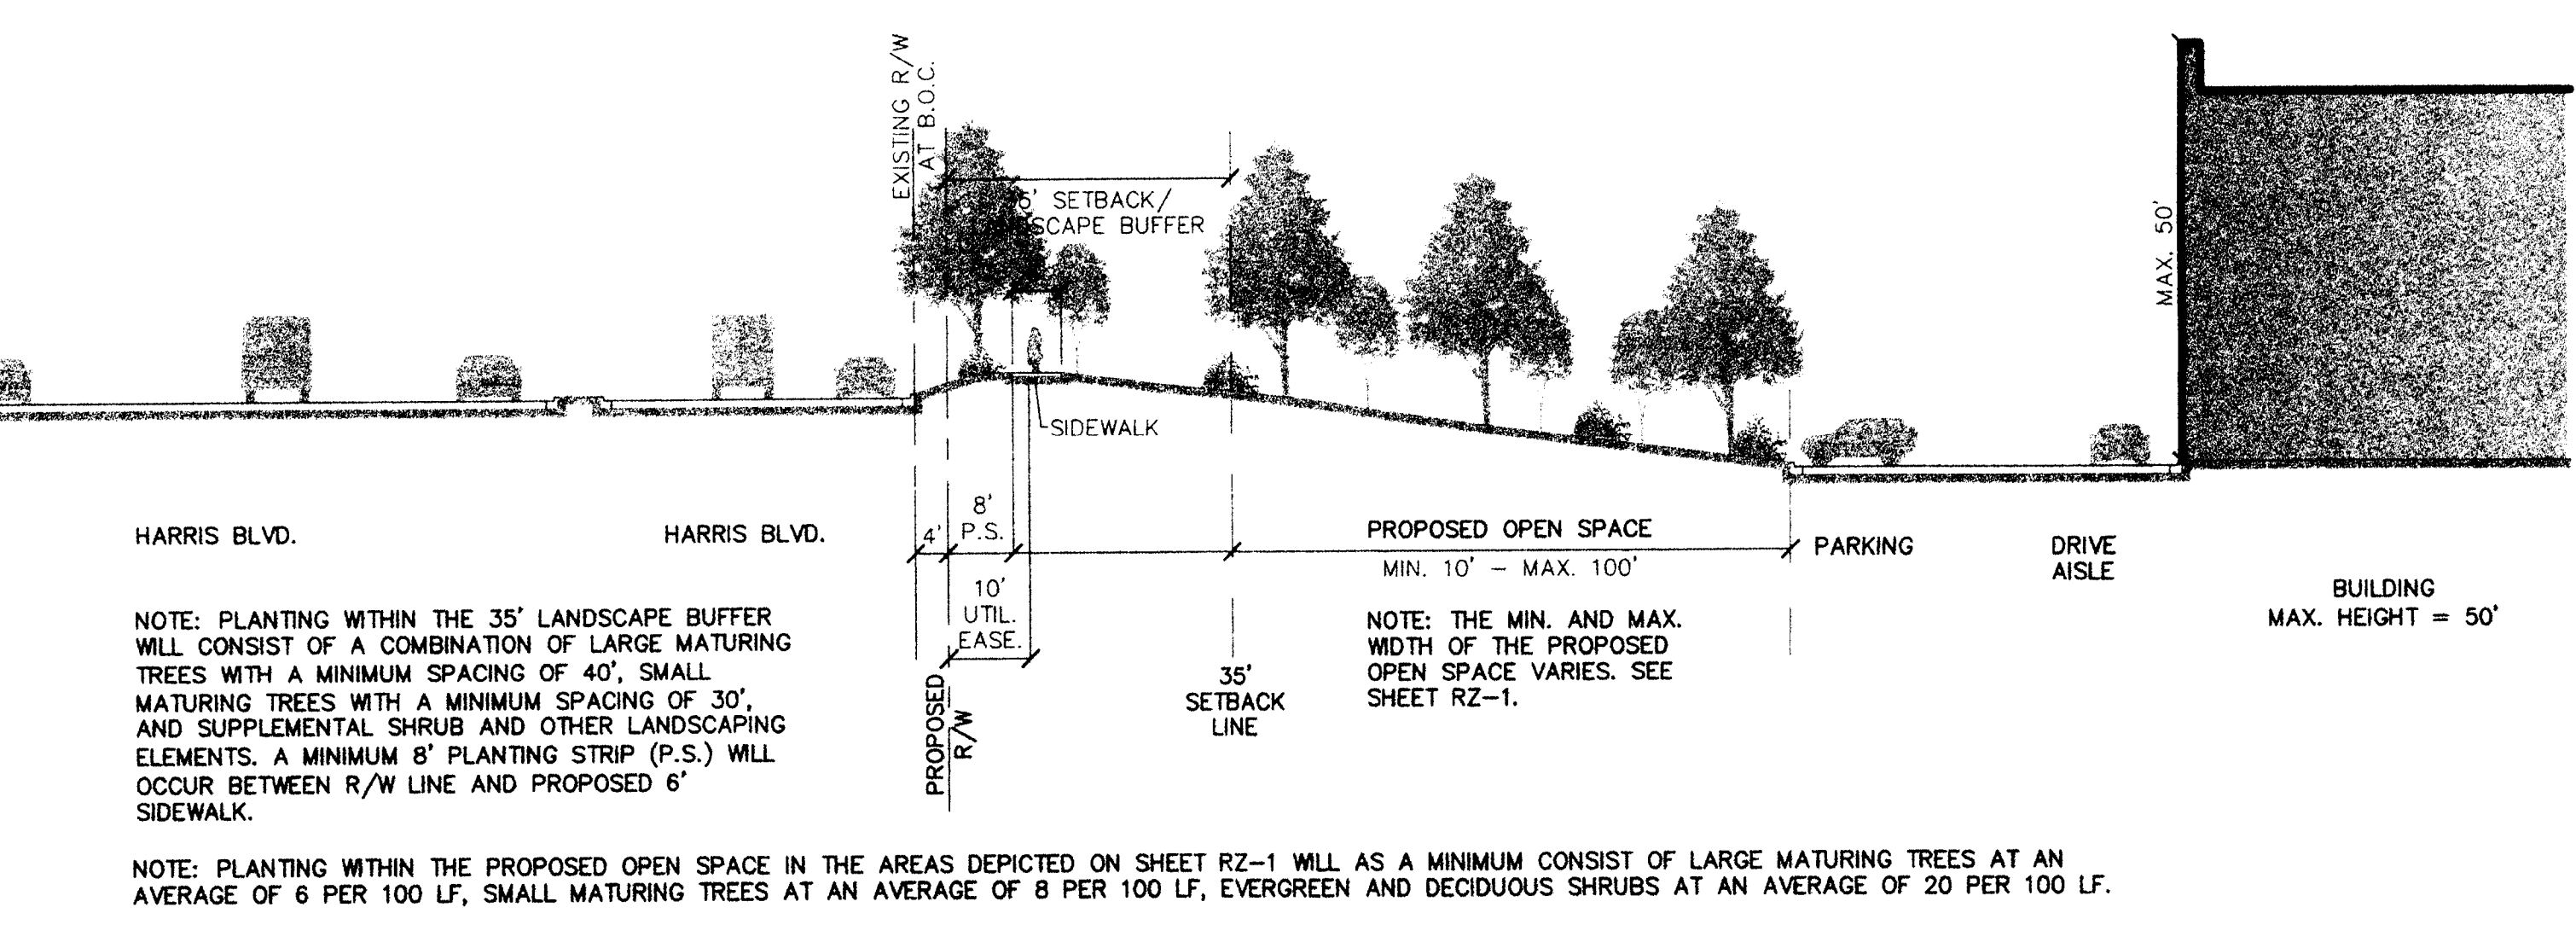 EXISTING R/W
AT B.O.C.
SETBACK/
BUFFER
MAX. 50'
SIDEWALK
HARRIS BLVD.
HARRIS BLVD.
4'
8'
P.S.
10'
UTIL.
EASE.
PROPOSED
R/W
35'
SETBACK
LINE
PROPOSED OPEN SPACE
MIN. 10' – MAX. 100'
NOTE: THE MIN. AND MAX.
WIDTH OF THE PROPOSED
OPEN SPACE VARIES. SEE
SHEET RZ–1.
PARKING
DRIVE
AISLE
BUILDING
MAX. HEIGHT = 50'
NOTE: PLANTING WITHIN THE 35' LANDSCAPE BUFFER
WILL CONSIST OF A COMBINATION OF LARGE MATURING
TREES WITH A MINIMUM SPACING OF 40', SMALL
MATURING TREES WITH A MINIMUM SPACING OF 30',
AND SUPPLEMENTAL SHRUB AND OTHER LANDSCAPING
ELEMENTS. A MINIMUM 8' PLANTING STRIP (P.S.) WILL
OCCUR BETWEEN R/W LINE AND PROPOSED 6'
SIDEWALK.
NOTE: PLANTING WITHIN THE PROPOSED OPEN SPACE IN THE AREAS DEPICTED ON SHEET RZ–1 WILL AS A MINIMUM CONSIST OF LARGE MATURING TREES AT AN
AVERAGE OF 6 PER 100 LF, SMALL MATURING TREES AT AN AVERAGE OF 8 PER 100 LF, EVERGREEN AND DECIDUOUS SHRUBS AT AN AVERAGE OF 20 PER 100 LF.